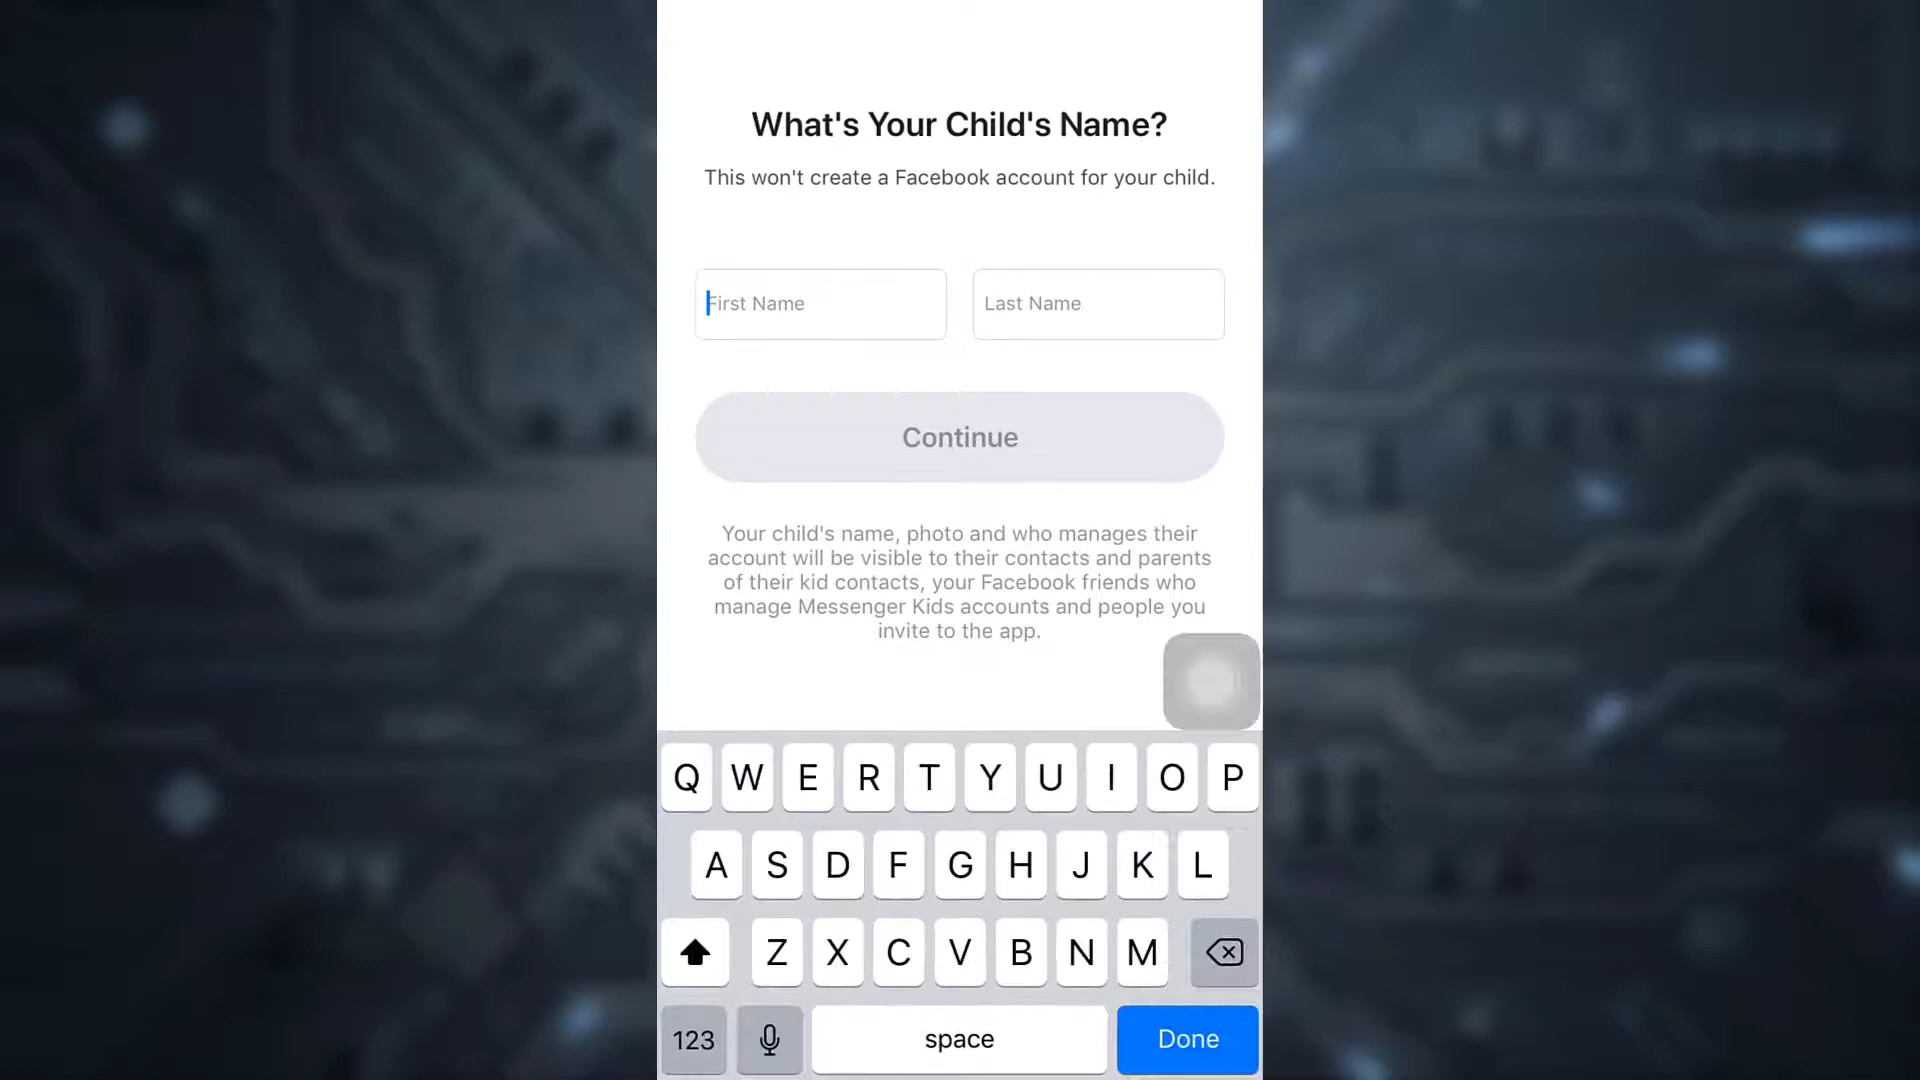 What's Your Child's Name?
This won't create a Facebook account for your child.
First Name
Last Name
Continue
Your child's name, photo and who manages their
account will be visible to their contacts and parents
of their kid contacts, your Facebook friends who
manage Messenger Kids accounts and people you
invite to the app.
Q W E R T Y U I O P
A S D F G H J K L
Z X C V B N M
123 space Done